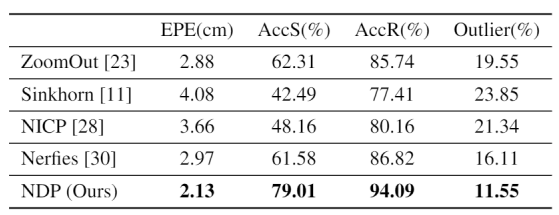 EPE(cm) AccS(%) AccR(%) Outlier(%)
ZoomOut [23] 2.88 62.31 85.74 19.55
Sinkhorn [11] 4.08 42.49 77.41 23.85
NICP [28] 3.66 48.16 80.16 21.34
Nerfies [30] 2.97 61.58 86.82 16.11
NDP (Ours) 2.13 79.01 94.09 11.55